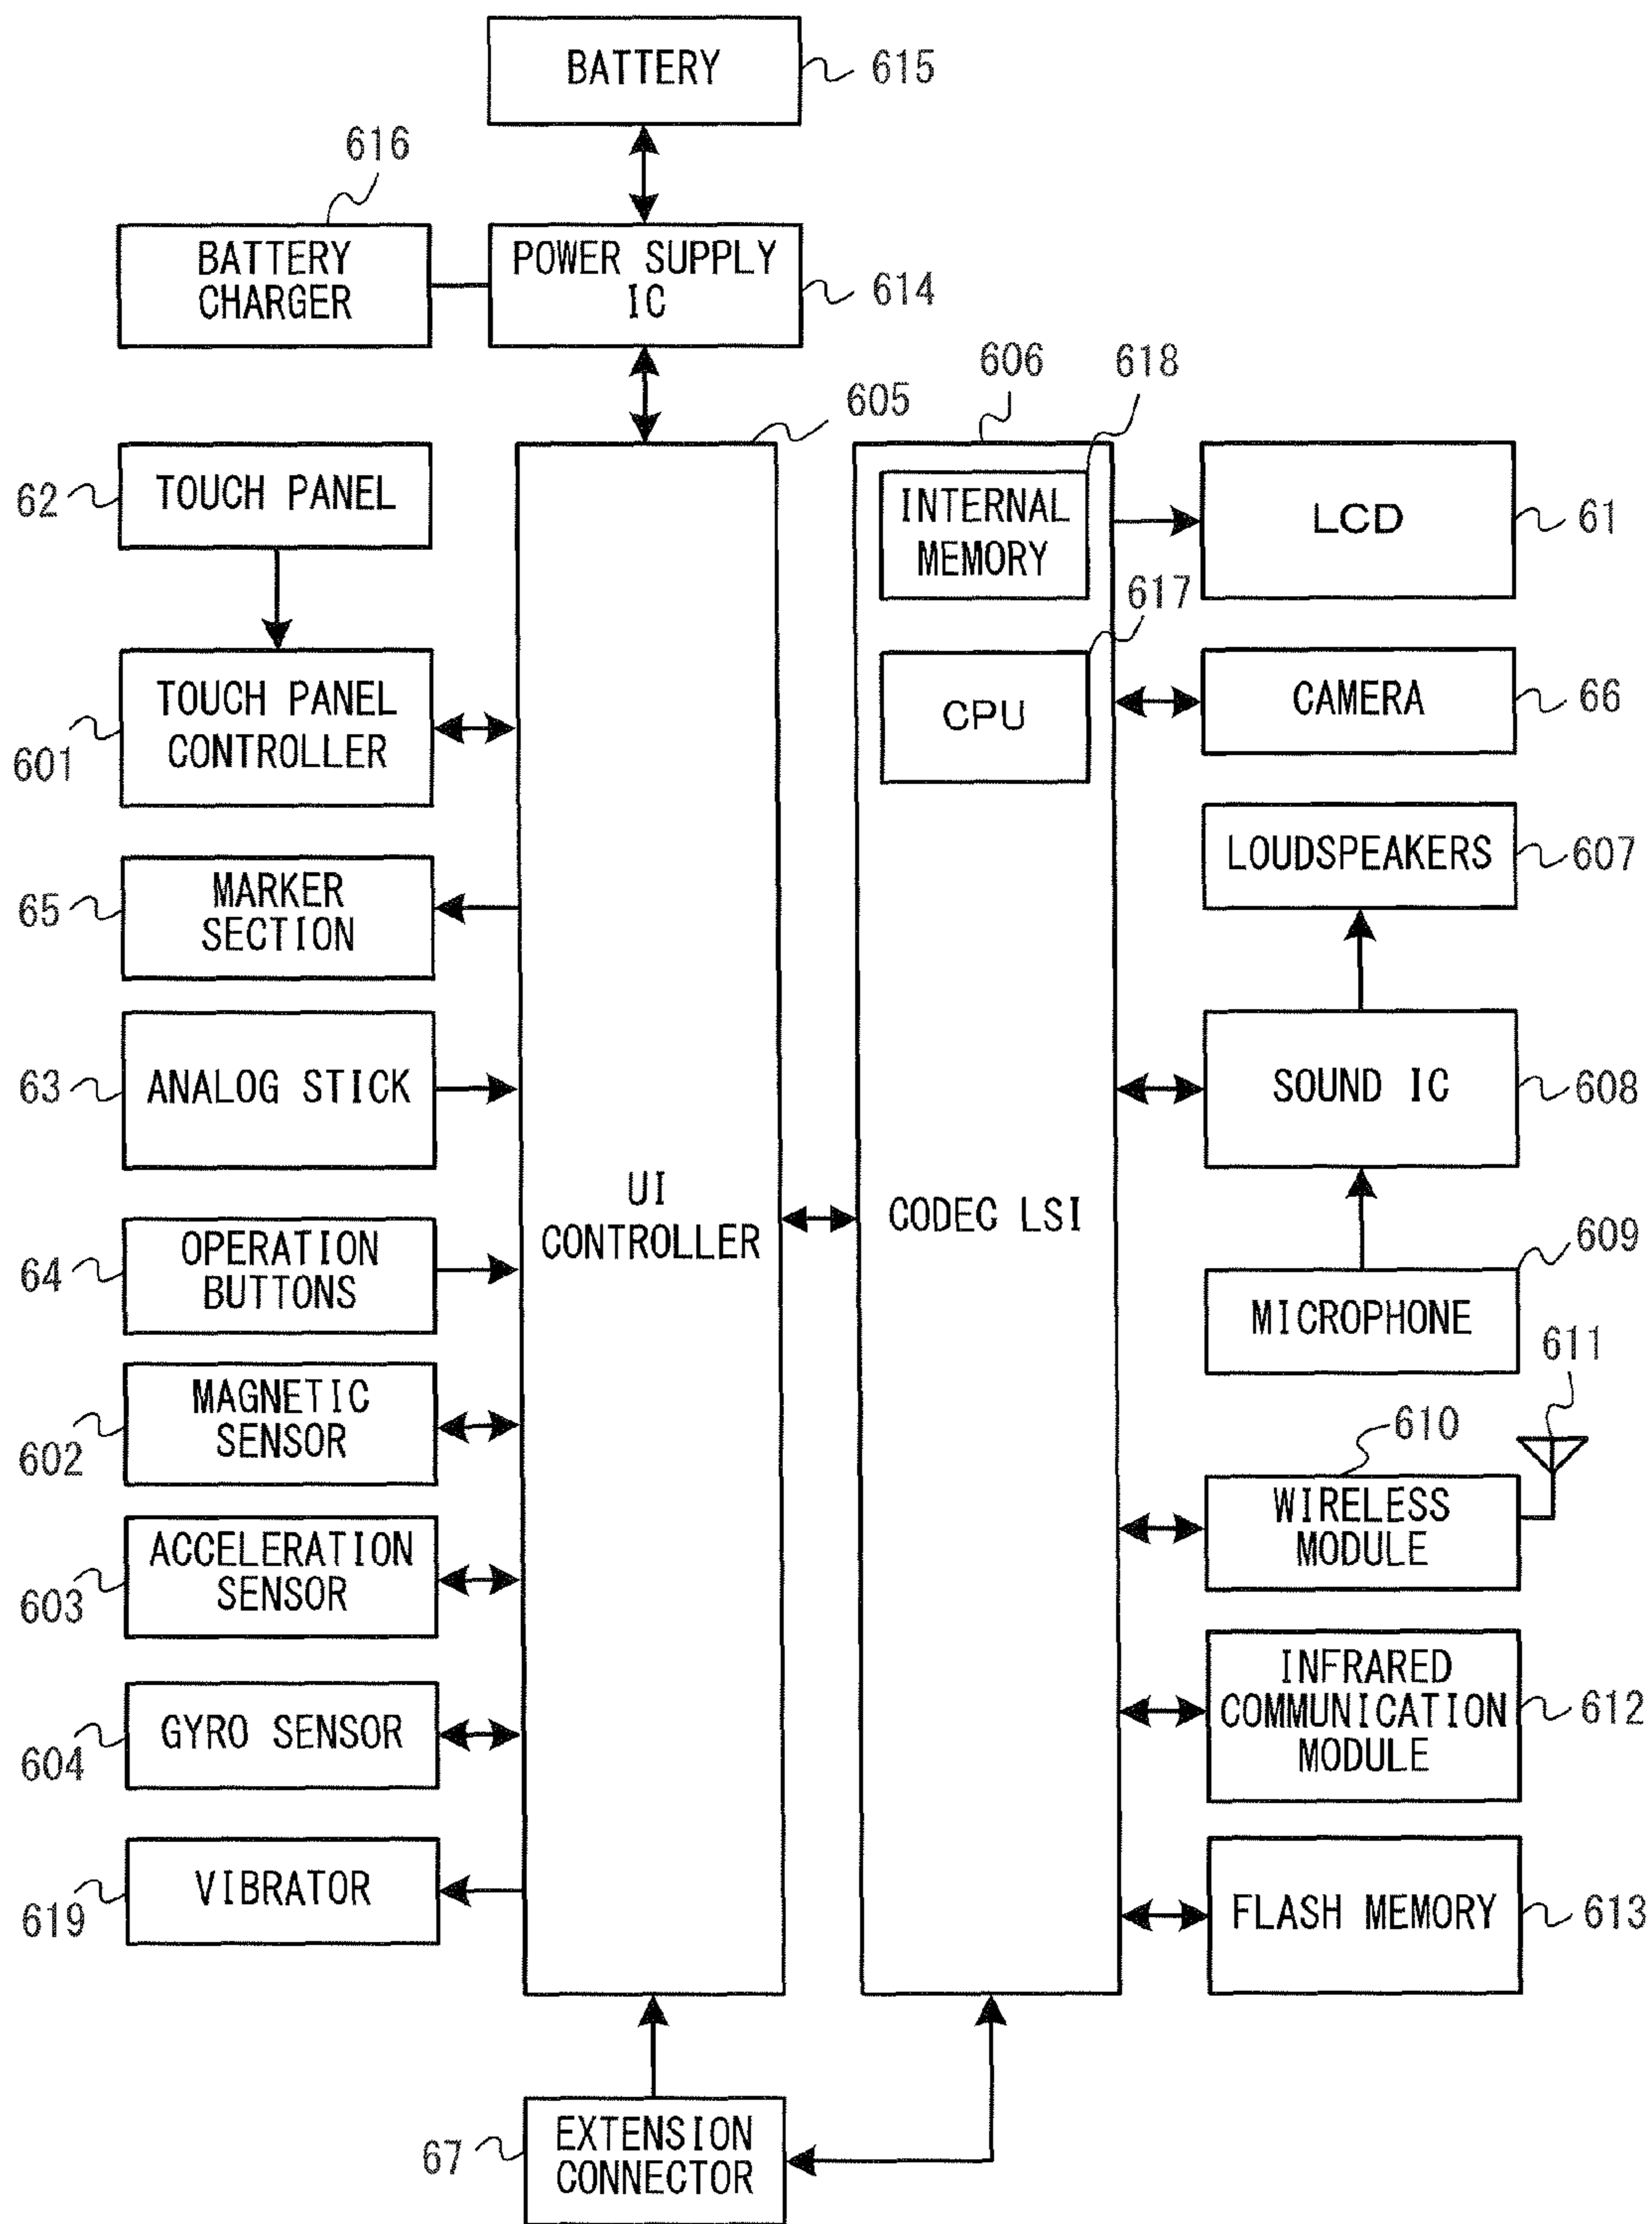 BATTERY
615
616
BATTERY
CHARGER
POWER SUPPLY
IC
614
605
606
618
62
TOUCH PANEL
INTERNAL
MEMORY
LCD
61
617
601
TOUCH PANEL
CONTROLLER
CPU
CAMERA
66
65
MARKER
SECTION
LOUDSPEAKERS
607
63
ANALOG STICK
SOUND IC
608
UI
CONTROLLER
CODEC LSI
64
OPERATION
BUTTONS
609
MICROPHONE
611
602
MAGNETIC
SENSOR
610
WIRELESS
MODULE
603
ACCELERATION
SENSOR
604
GYRO SENSOR
INFRARED
COMMUNICATION
MODULE
612
619
VIBRATOR
FLASH MEMORY
613
67
EXTENSION
CONNECTOR